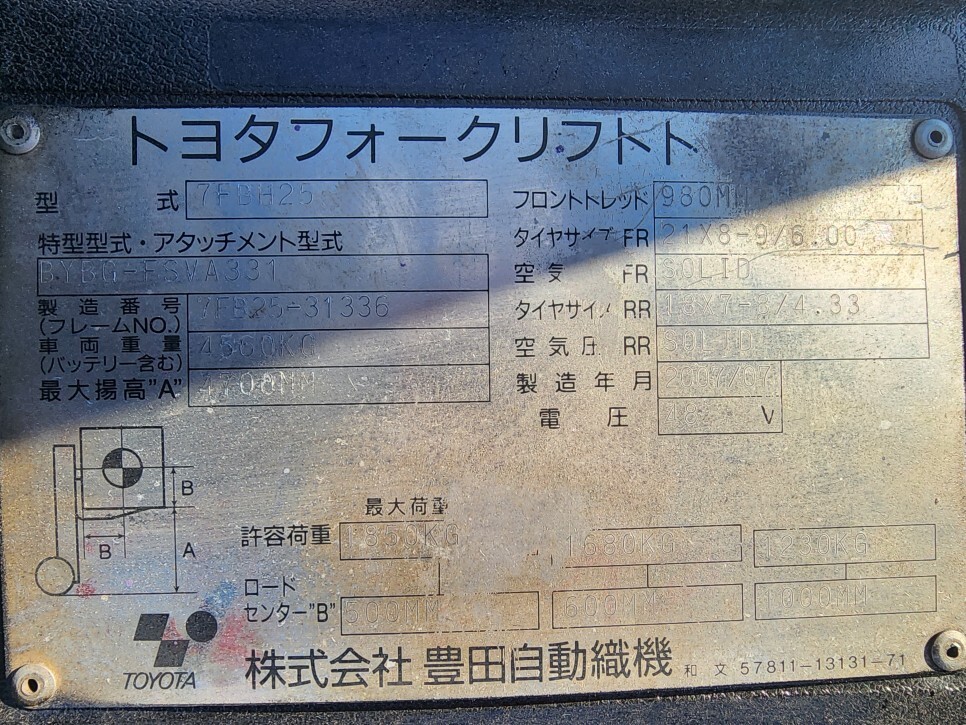 トヨタフォークリフト
型 式 7FBH25
特型型式・アタッチメント型式
BYBG-FSVA331
製造番号
(フレームNO.) 7FB25-31336
車両重量
(バッテリー含む)
最大揚高"A" 4700MM
フロントトレッド 980MM
タイヤサイズ FR 21X8-9/6.00
空気 FR SOLID
タイヤサイズ RR
空気圧 RR SOLID
製造年月 2007/07
電 圧 48 V
B
B
A
最大荷重
許容荷重 1850KG 1680KG
ロード
センター"B" 500MM 600MM 1000MM
TOYOTA
株式会社 豊田自動織機
和 文 57811-13131-71